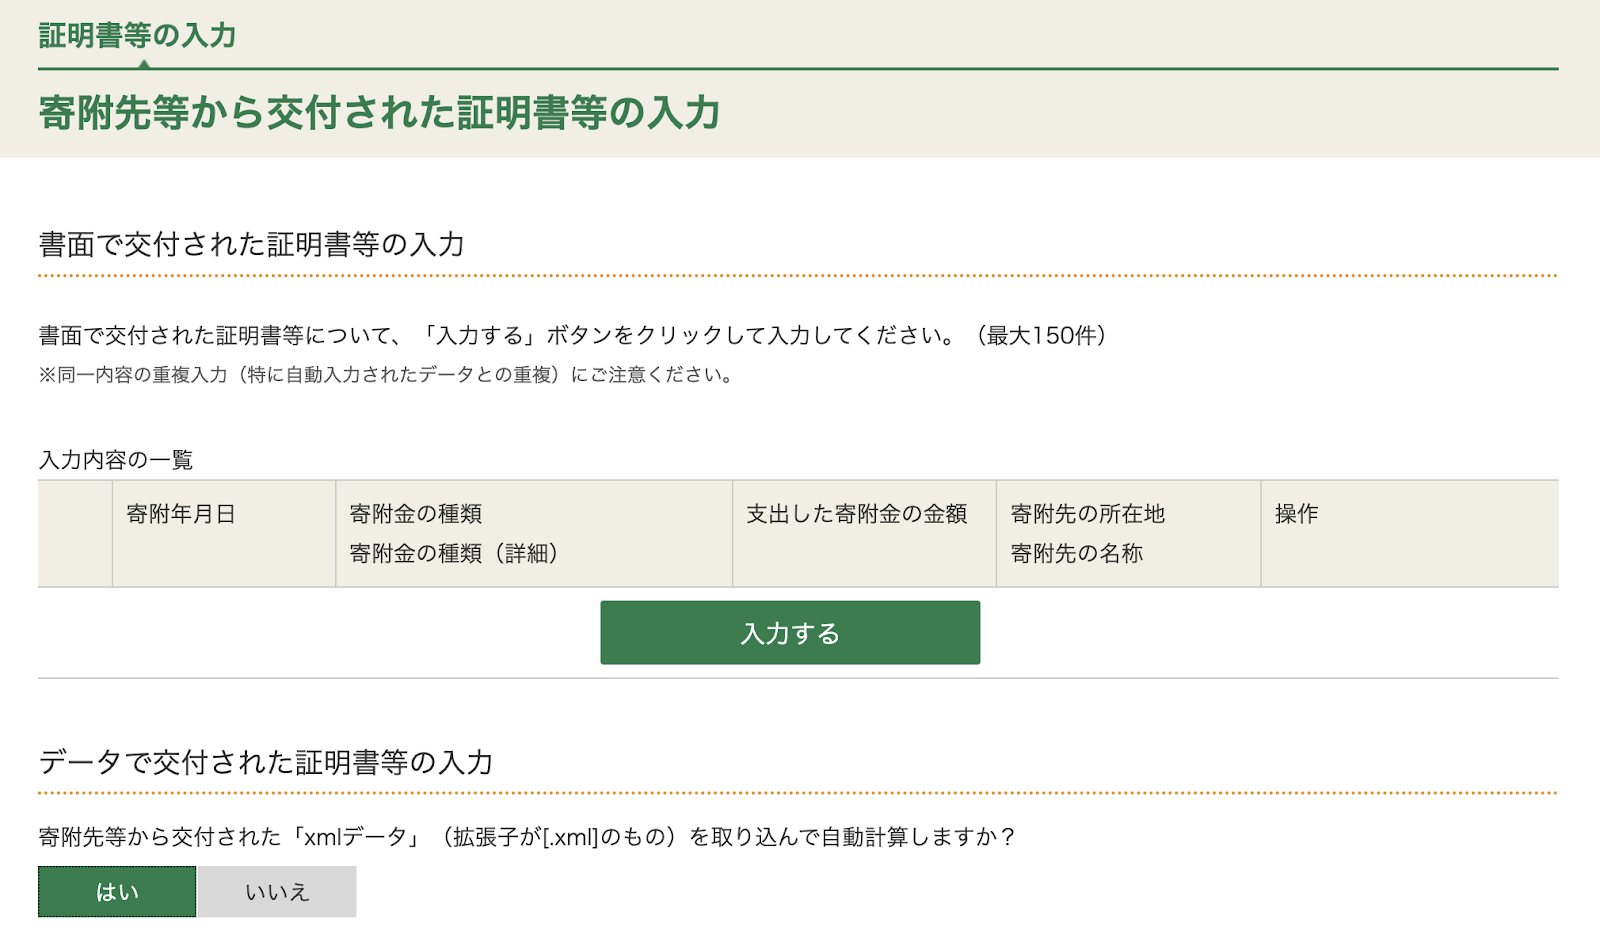 証明書等の入力
寄附先等から交付された証明書等の入力
書面で交付された証明書等の入力
書面で交付された証明書等について、「入力する」ボタンをクリックして入力してください。（最大150件）
※同一内容の重複入力（特に自動入力されたデータとの重複）にご注意ください。
入力内容の一覧
寄附年月日
寄附金の種類
寄附金の種類（詳細）
支出した寄附金の金額
寄附先の所在地
寄附先の名称
操作
入力する
データで交付された証明書等の入力
寄附先等から交付された「xmlデータ」（拡張子が[.xml]のもの）を取り込んで自動計算しますか？
はい
いいえ